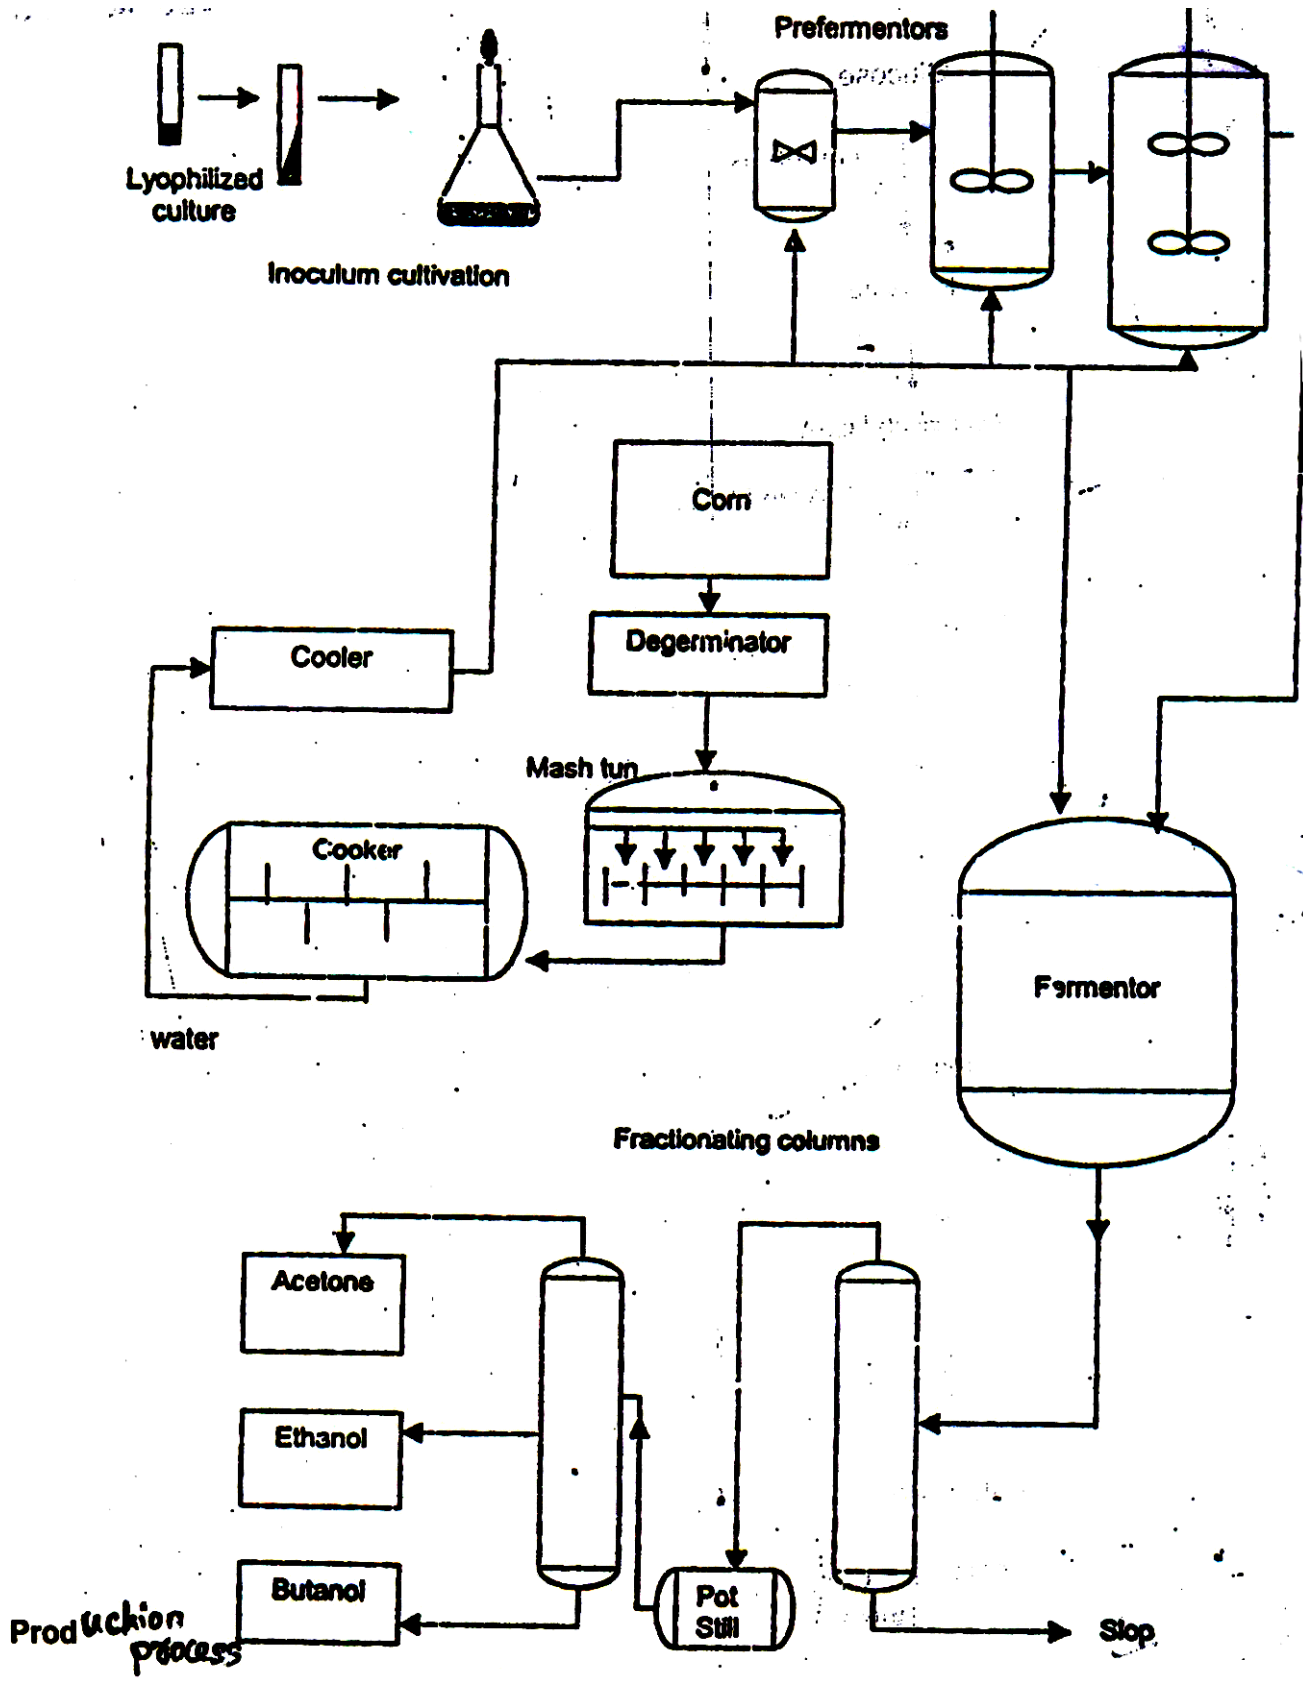 Prefermentors
Lyophilized
culture
Inoculum cultivation
Corn
Degerminator
Cooler
Mash tun
Cooker
Fermentor
water
Fractionating columns
Acetone
Ethanol
Butanol
Pot
Still
Slop
Production
process